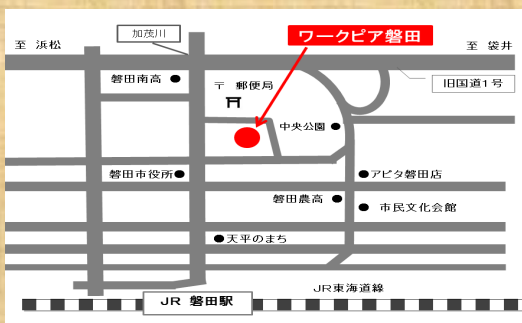 加茂川
ワークピア磐田
至 浜松
至 袋井
磐田南高
〒 郵便局
旧国道1号
中央公園
磐田市役所
アピタ磐田店
磐田農高
市民文化会館
天平のまち
JR東海道線
JR 磐田駅